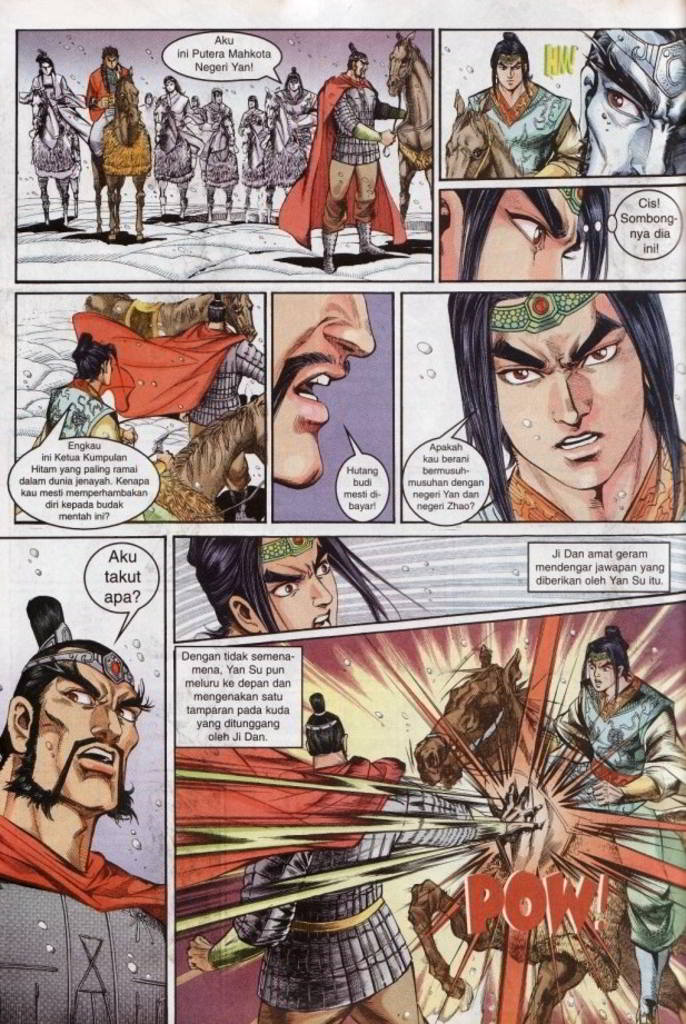 Aku
ini Putera Mahkota
Negeri Yan!
Cis!
Sombong-
nya dia
ini!
Engkau
ini Ketua Kumpulan
Hitam yang paling ramai
dalam dunia jenayah. Kenapa
kau mesti memperhambakan
diri kepada budak
mentah ini?
Hutang
budi
mesti di-
bayar!
Apakah
kau berani
bermusuh-
musuhan dengan
negeri Yan dan
negeri Zhao?
Aku
takut
apa?
Ji Dan amat geram
mendengar jawapan yang
diberikan oleh Yan Su itu.
Dengan tidak semena-
mena, Yan Su pun
meluru ke depan dan
mengenakan satu
tamparan pada kuda
yang ditunggang
oleh Ji Dan.
POW!